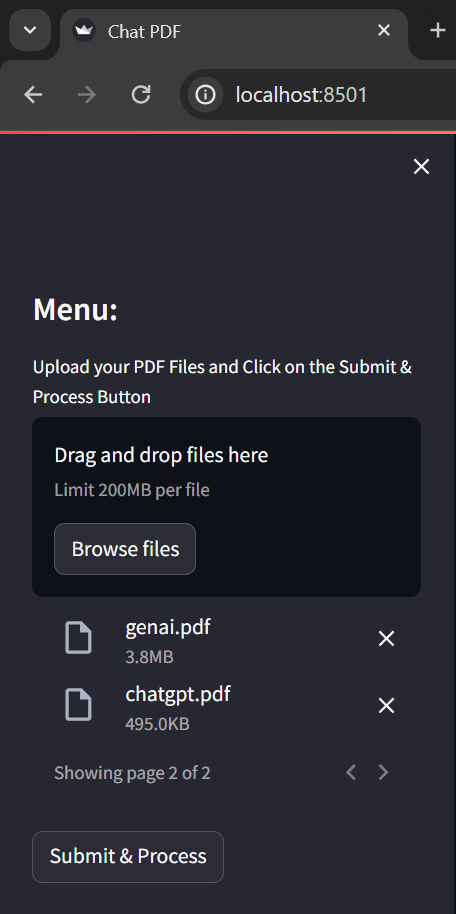 Chat PDF
localhost:8501
Menu:
Upload your PDF Files and Click on the Submit &
Process Button
Drag and drop files here
Limit 200MB per file
Browse files
genai.pdf
3.8MB
chatgpt.pdf
495.0KB
Showing page 2 of 2
Submit & Process